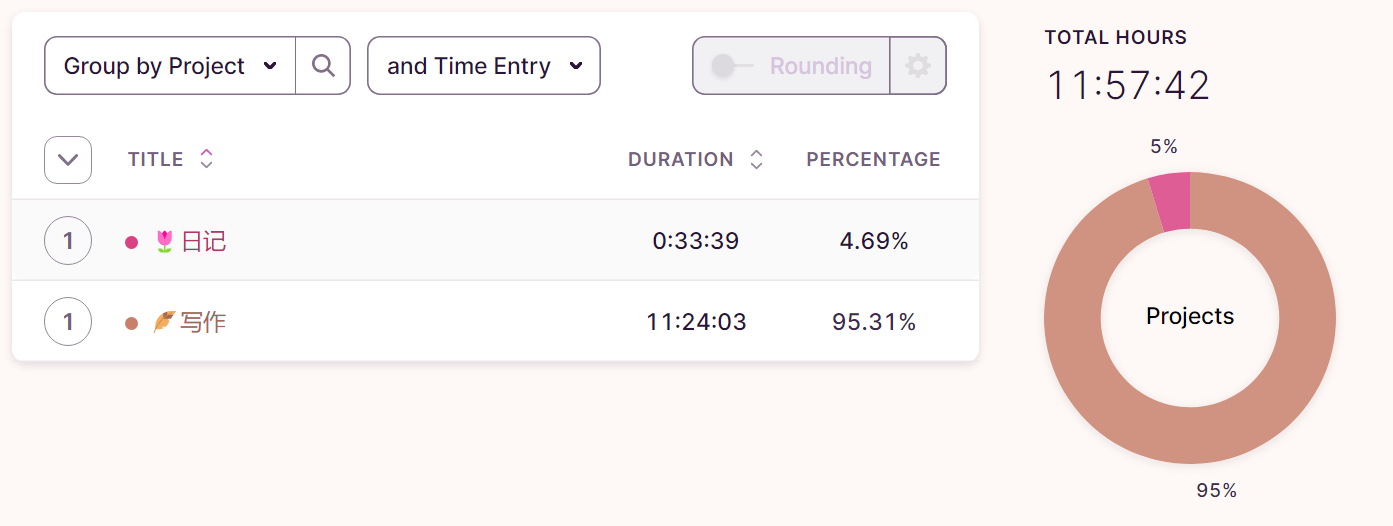 Group by Project and Time Entry Rounding
TITLE DURATION PERCENTAGE
1 🌷日记 0:33:39 4.69%
1 🍂写作 11:24:03 95.31%
TOTAL HOURS
11:57:42
5%
Projects
95%